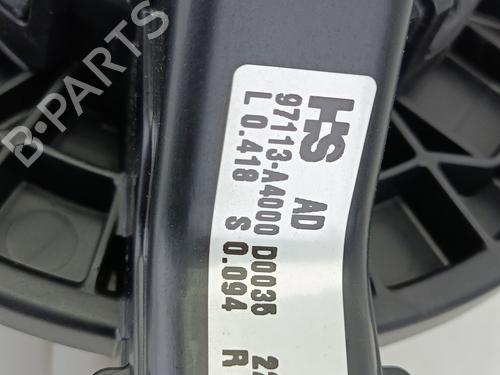 HS AD
97113-A4000 D0035
L 0.418 S 0.094 R
B-PARTS